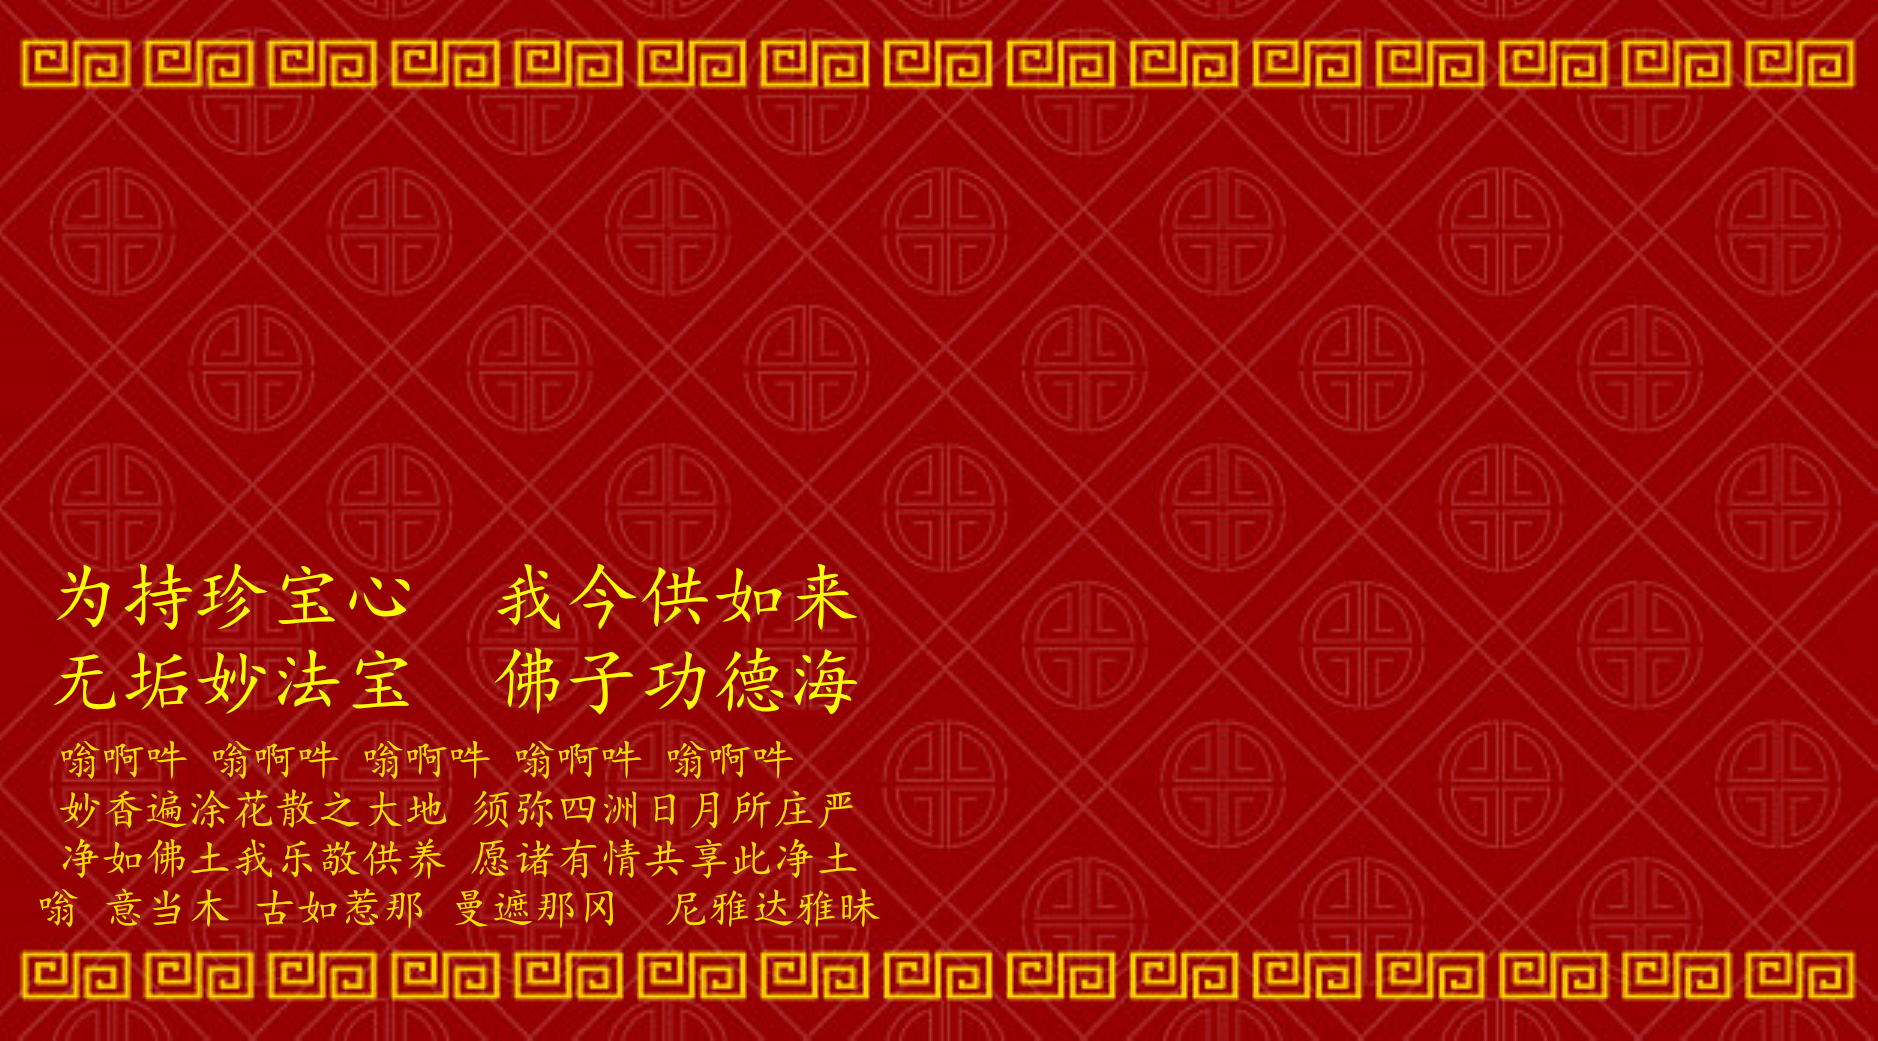 为持珍宝心 我今供如来
无垢妙法宝 佛子功德海
嗡啊吽 嗡啊吽 嗡啊吽 嗡啊吽 嗡啊吽
妙香遍涂花散之大地 须弥四洲日月所庄严
净如佛土我乐敬供养 愿诸有情共享此净土
嗡 意当木 古如惹那 曼遮那冈 尼雅达雅昧